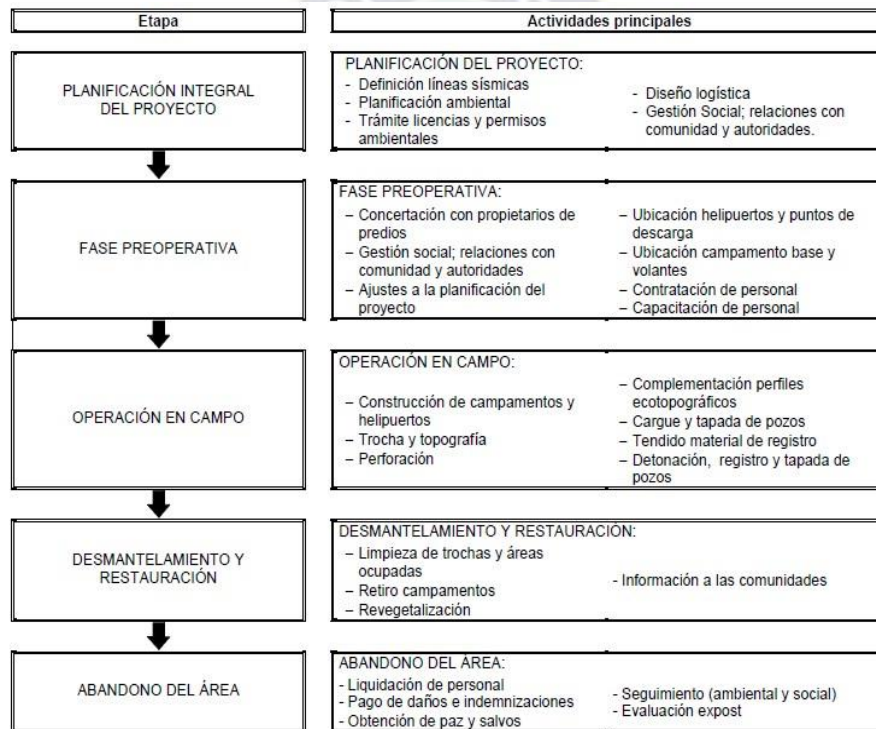 Etapa
Actividades principales
PLANIFICACIÓN INTEGRAL
DEL PROYECTO
PLANIFICACIÓN DEL PROYECTO:
- Definición líneas sísmicas
- Planificación ambiental
- Trámite licencias y permisos
ambientales
- Diseño logística
- Gestión Social; relaciones con
comunidad y autoridades.
FASE PREOPERATIVA
FASE PREOPERATIVA:
– Concertación con propietarios de
predios
– Gestión social; relaciones con
comunidad y autoridades
– Ajustes a la planificación del
proyecto
– Ubicación helipuertos y puntos de
descarga
– Ubicación campamento base y
volantes
– Contratación de personal
– Capacitación de personal
OPERACIÓN EN CAMPO
OPERACIÓN EN CAMPO:
– Construcción de campamentos y
helipuertos
– Trocha y topografía
– Perforación
– Complementación perfiles
ecotopográficos
– Cargue y tapada de pozos
– Tendido material de registro
– Detonación, registro y tapada de
pozos
DESMANTELAMIENTO Y
RESTAURACIÓN
DESMANTELAMIENTO Y RESTAURACIÓN:
– Limpieza de trochas y áreas
ocupadas
– Retiro campamentos
– Revegetalización
- Información a las comunidades
ABANDONO DEL ÁREA
ABANDONO DEL ÁREA:
- Liquidación de personal
- Pago de daños e indemnizaciones
- Obtención de paz y salvos
- Seguimiento (ambiental y social)
- Evaluación expost